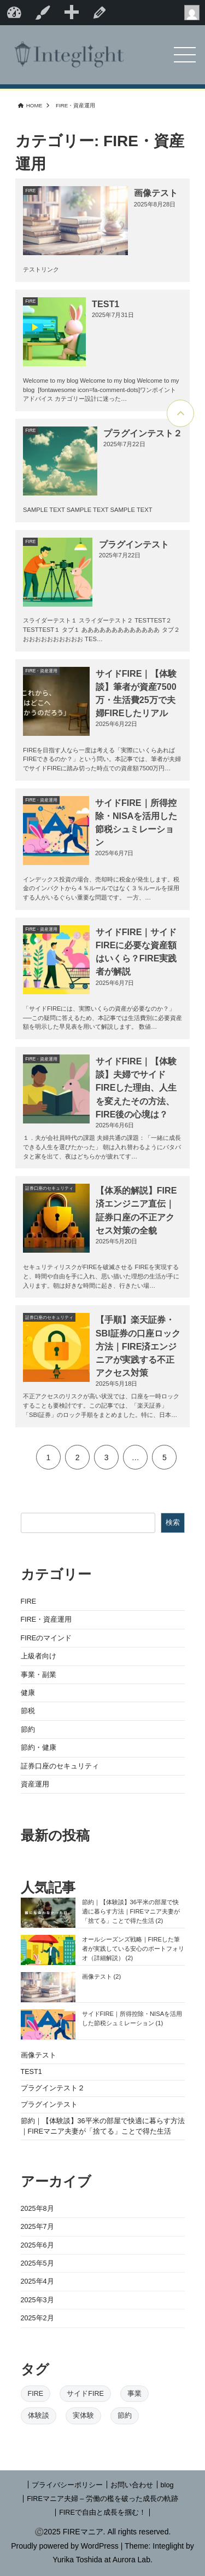 Integlight
HOME > FIRE・資産運用
カテゴリー: FIRE・資産
運用
FIRE
画像テスト
2025年8月28日
テストリンク
FIRE
TEST1
2025年7月31日
Welcome to my blog Welcome to my blog Welcome to my
blog [fontawesome icon=fa-comment-dots]ワンポイント
アドバイス カテゴリー設計に迷った…
FIRE
プラグインテスト２
2025年7月22日
SAMPLE TEXT SAMPLE TEXT SAMPLE TEXT
FIRE
プラグインテスト
2025年7月22日
スライダーテスト１ スライダーテスト２ TESTTEST２
TESTTEST１ タブ１ あああああああああああああ タブ２
おおおおおおおおおお TES…
FIRE・資産運用
サイドFIRE｜【体験
談】筆者が資産7500
万・生活費25万で夫
婦FIREしたリアル
2025年6月22日
これから、
はどこへ
かうのだろう」
FIREを目指す人なら一度は考える「実際にいくらあれば
FIREできるのか？」という問い。本記事では、筆者が夫婦
でサイドFIREに踏み切った時点での資産額7500万円…
FIRE・資産運用
サイドFIRE｜所得控
除・NISAを活用した
節税シュミレーショ
ン
2025年6月7日
インデックス投資の場合、売却時に税金が発生します。税
金のインパクトから４％ルールではなく３％ルールを採用
する人がいるぐらい重要な問題です。 一方、…
FIRE・資産運用
サイドFIRE｜サイド
FIREに必要な資産額
はいくら？FIRE実践
者が解説
2025年6月7日
「サイドFIREには、実際いくらの資産が必要なのか？」
──この疑問に答えるため、本記事では生活費別に必要資産
額を明示した早見表を用いて解説します。 数値…
FIRE・資産運用
サイドFIRE｜【体験
談】夫婦でサイド
FIREした理由、人生
を変えたその方法、
FIRE後の心境は？
2025年6月6日
１．夫が会社員時代の課題 夫婦共通の課題：「一緒に成長
できる人生を選びたかった」 朝は入れ替わるようにバタバ
タと家を出て、夜はどちらかが疲れてす…
証券口座のセキュリティ
【体系的解説】FIRE
済エンジニア直伝｜
証券口座の不正アク
セス対策の全貌
2025年5月20日
セキュリティリスクがFIREを破滅させる FIREを実現する
と、時間や自由を手に入れ、思い描いた理想の生活が手に
入ります。朝は好きな時間に起き、行きたい場…
証券口座のセキュリティ
【手順】楽天証券・
SBI証券の口座ロック
方法｜FIRE済エンジ
ニアが実践する不正
アクセス対策
2025年5月18日
不正アクセスのリスクが高い状況では、口座を一時ロック
することも要検討です。この記事では、「楽天証券」
「SBI証券」のロック手順をまとめました。特に、日本…
1 2 3 … 5
検索
カテゴリー
FIRE
FIRE・資産運用
FIREのマインド
上級者向け
事業・副業
健康
節税
節約
節約・健康
証券口座のセキュリティ
資産運用
最新の投稿
人気記事
節約｜【体験談】36平米の部屋で快
適に暮らす方法｜FIREマニア夫妻が
「捨てる」ことで得た生活 (2)
オールシーズンズ戦略｜FIREした筆
者が実践している安心のポートフォリ
オ（詳細解説） (2)
画像テスト (2)
サイドFIRE｜所得控除・NISAを活用
した節税シュミレーション (1)
画像テスト
TEST1
プラグインテスト２
プラグインテスト
節約｜【体験談】36平米の部屋で快適に暮らす方法
｜FIREマニア夫妻が「捨てる」ことで得た生活
アーカイブ
2025年8月
2025年7月
2025年6月
2025年5月
2025年4月
2025年3月
2025年2月
タグ
FIRE サイドFIRE 事業
体験談 実体験 節約
| プライバシーポリシー | お問い合わせ | blog
| FIREマニア夫婦 – 労働の檻を破った成長の軌跡
| FIREで自由と成長を掴む！ |
©2025 FIREマニア. All rights reserved.
Proudly powered by WordPress | Theme: Integlight by
Yurika Toshida at Aurora Lab.